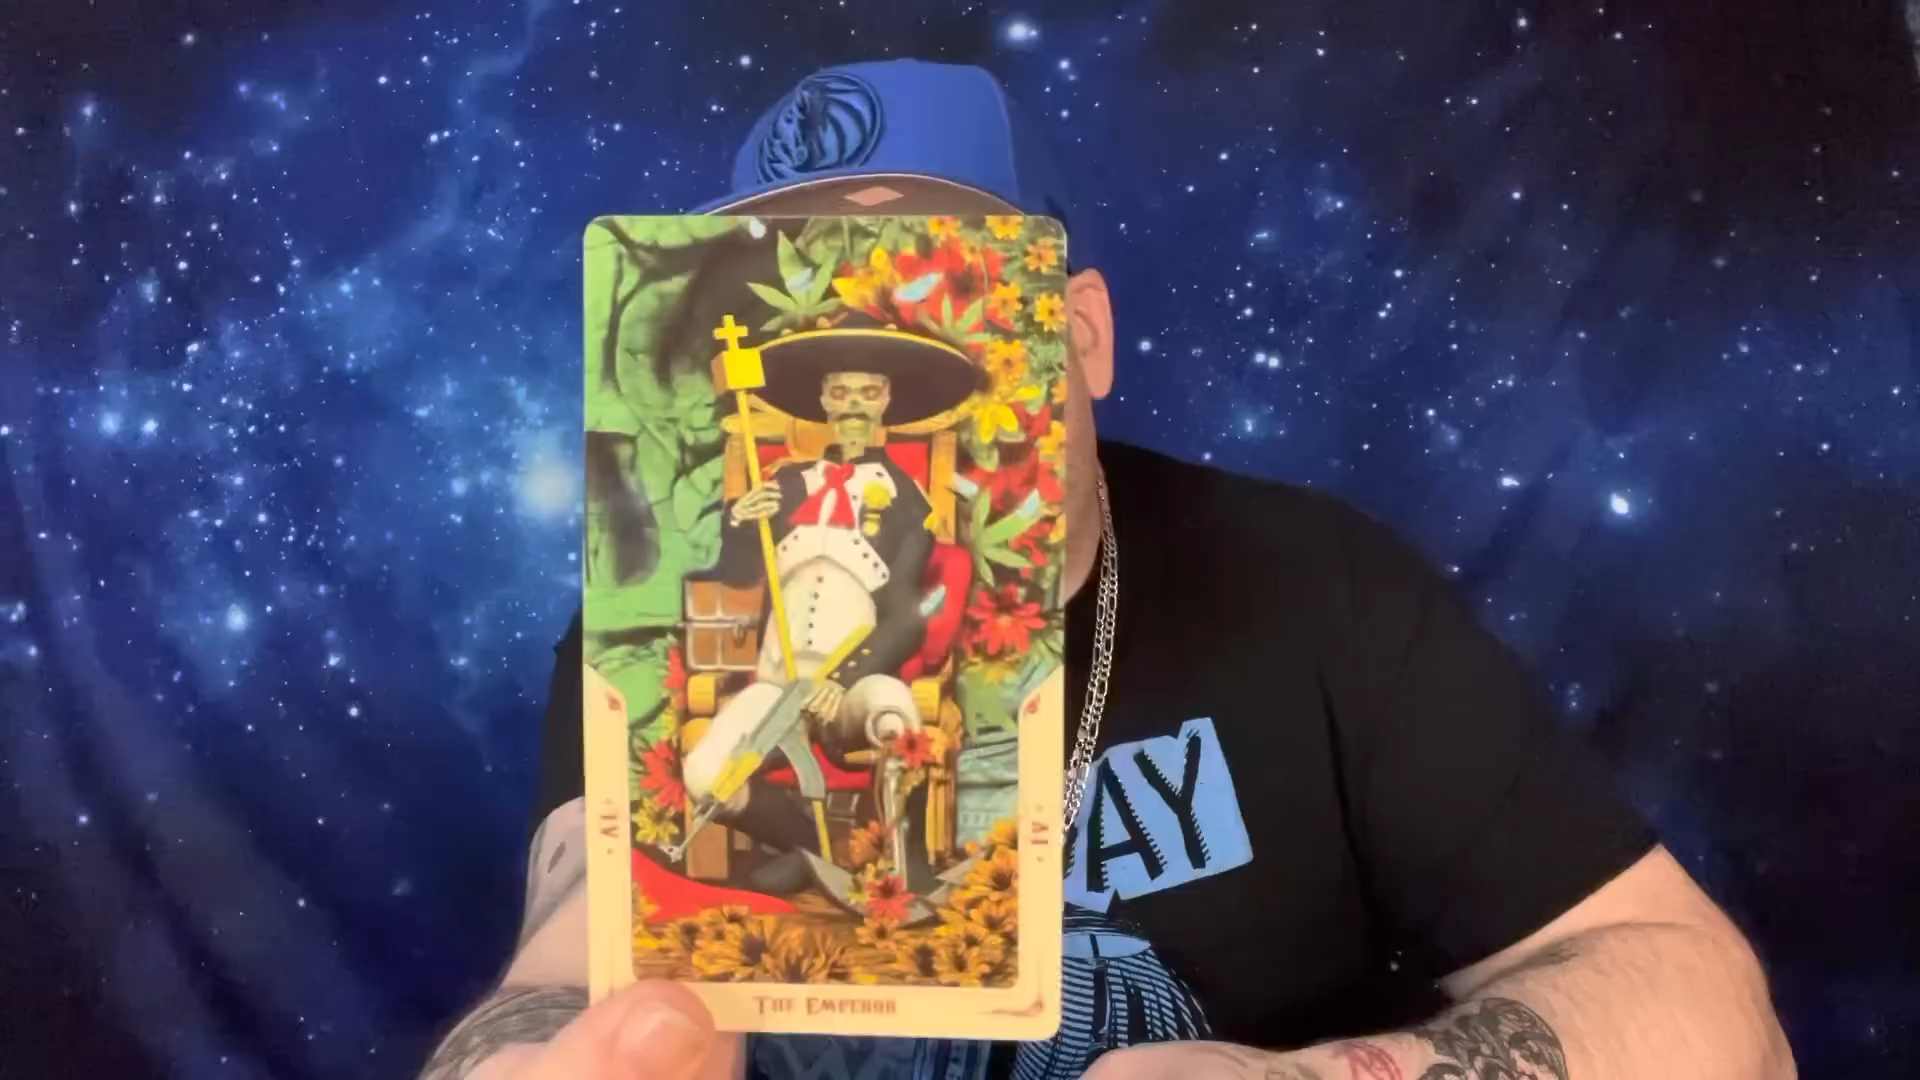 · IV ·
· IV ·
AY
THE EMPEROR